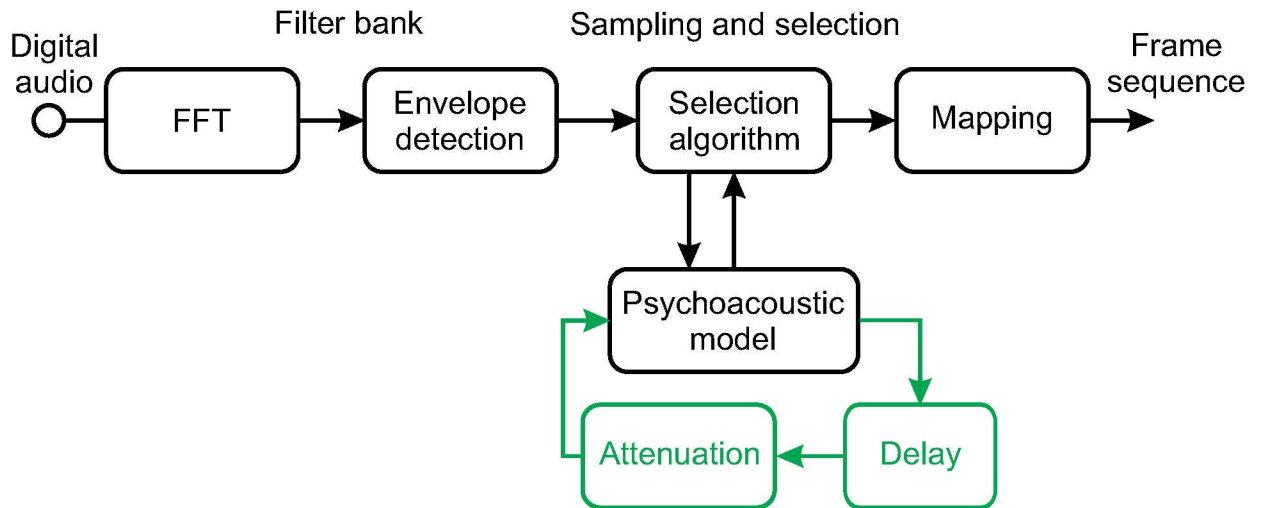 Filter bank
Sampling and selection
Digital
audio
FFT
Envelope
detection
Selection
algorithm
Mapping
Frame
sequence
Psychoacoustic
model
Attenuation
Delay